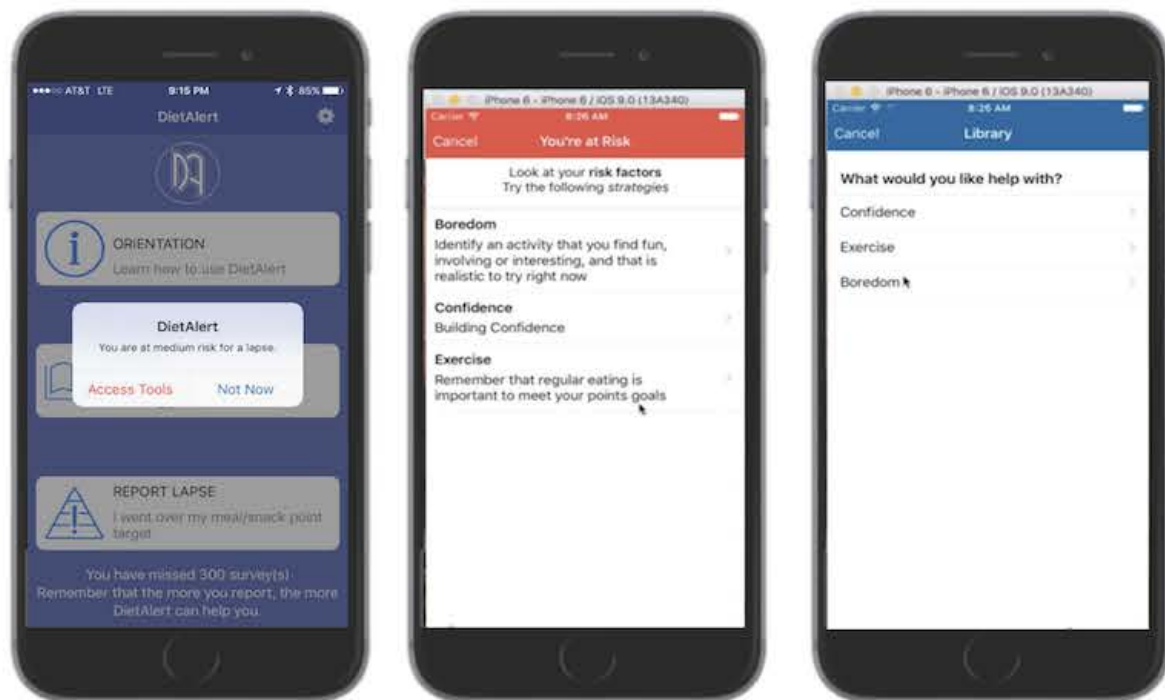 AT&T LTE 9:15 PM 85%
DietAlert
DA
ORIENTATION
Learn how to use DietAlert
DietAlert
You are at medium risk for a lapse.
Access Tools Not Now
REPORT LAPSE
I went over my meal/snack point
target
You have missed 300 survey(s)
Remember that the more you report, the more
DietAlert can help you.
iPhone 6 - iPhone 6 / iOS 9.0 (13A340)
Carrier 8:26 AM
Cancel You're at Risk
Look at your risk factors
Try the following strategies
Boredom
Identify an activity that you find fun,
involving or interesting, and that is
realistic to try right now
Confidence
Building Confidence
Exercise
Remember that regular eating is
important to meet your points goals
iPhone 6 - iPhone 6 / iOS 9.0 (13A340)
Carrier 8:26 AM
Cancel Library
What would you like help with?
Confidence
Exercise
Boredom